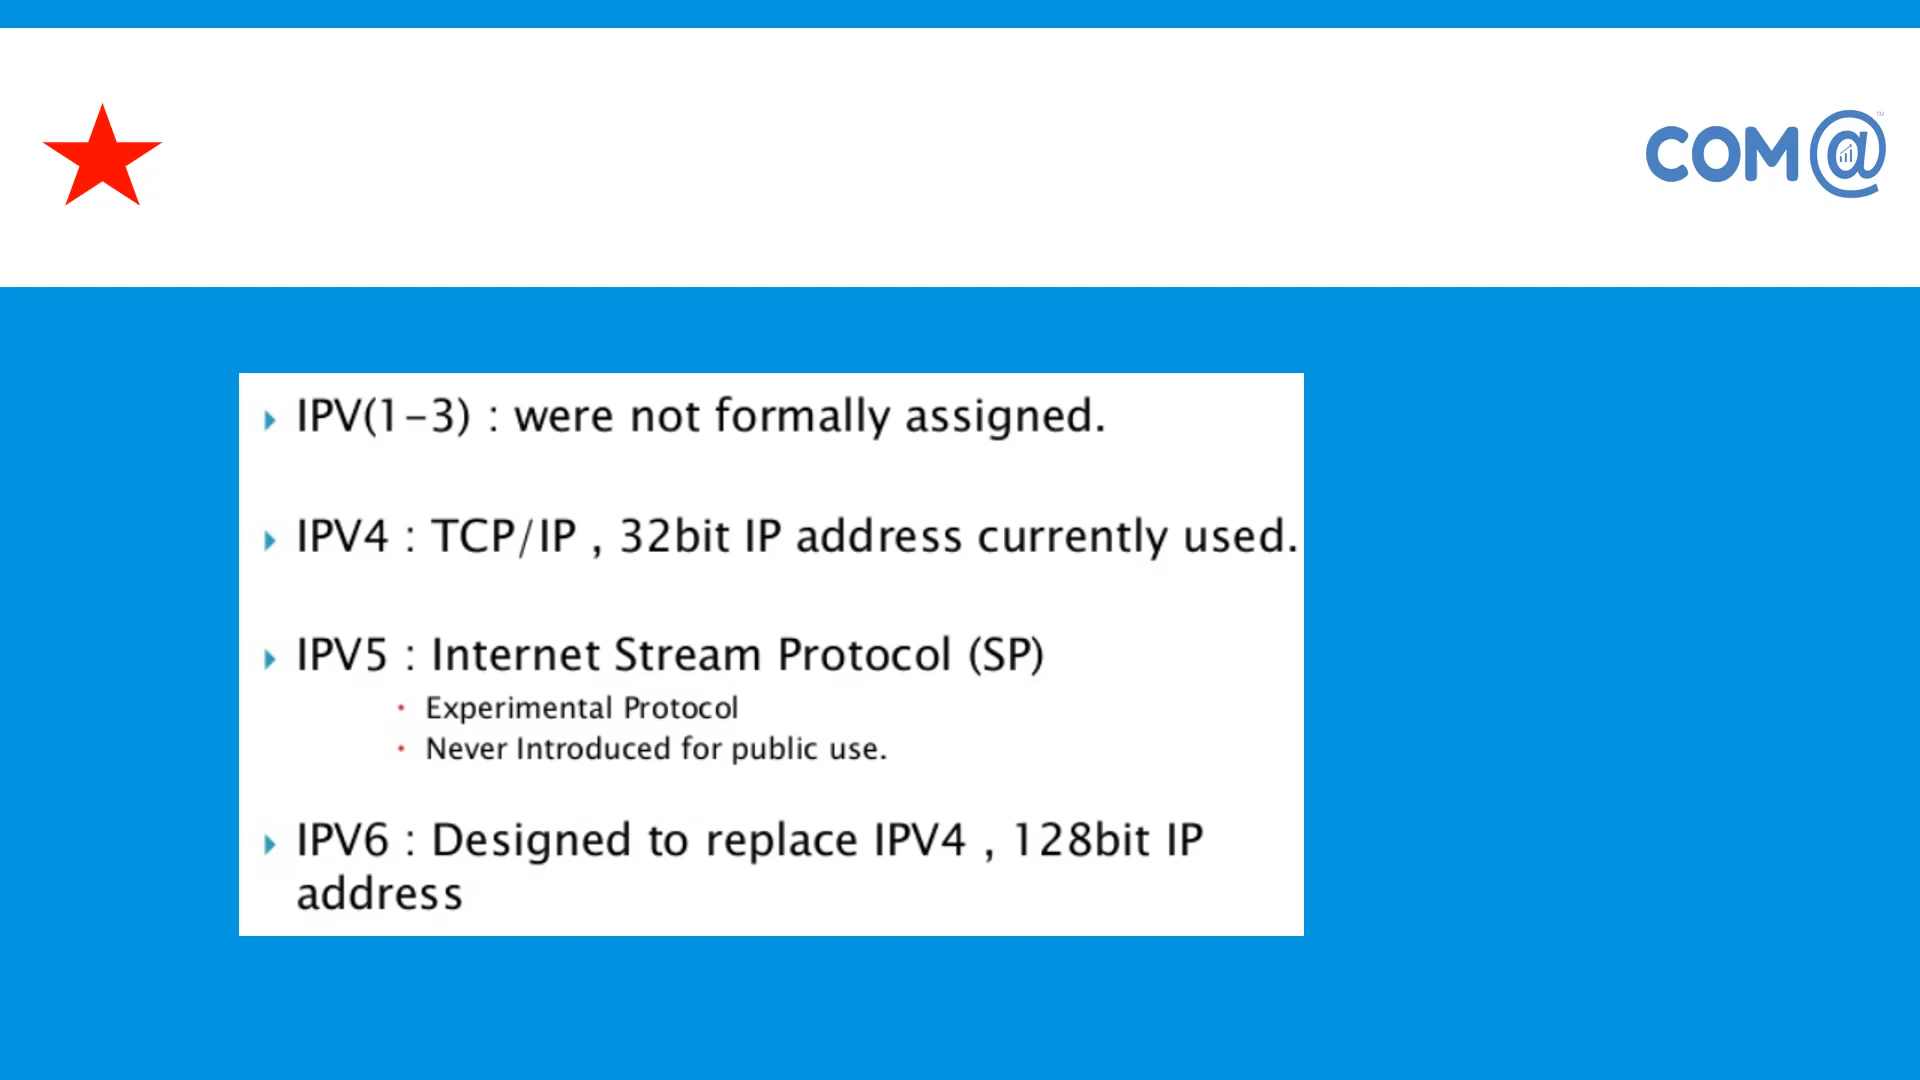 COM@ ™
IPV(1-3) : were not formally assigned.
IPV4 : TCP/IP , 32bit IP address currently used.
IPV5 : Internet Stream Protocol (SP)
• Experimental Protocol
• Never Introduced for public use.
IPV6 : Designed to replace IPV4 , 128bit IP
address